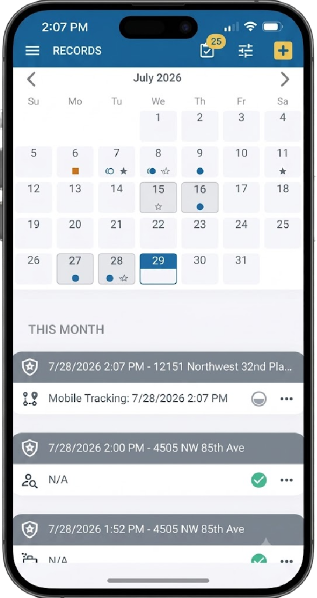 2:07 PM
RECORDS
25
July 2026
Su Mo Tu We Th Fr Sa
1 2 3 4
5 6 7 8 9 10 11
12 13 14 15 16 17 18
19 20 21 22 23 24 25
26 27 28 29 30 31
THIS MONTH
7/28/2026 2:07 PM - 12151 Northwest 32nd Pla...
Mobile Tracking: 7/28/2026 2:07 PM
7/28/2026 2:00 PM - 4505 NW 85th Ave
N/A
7/28/2026 1:52 PM - 4505 NW 85th Ave
N/A